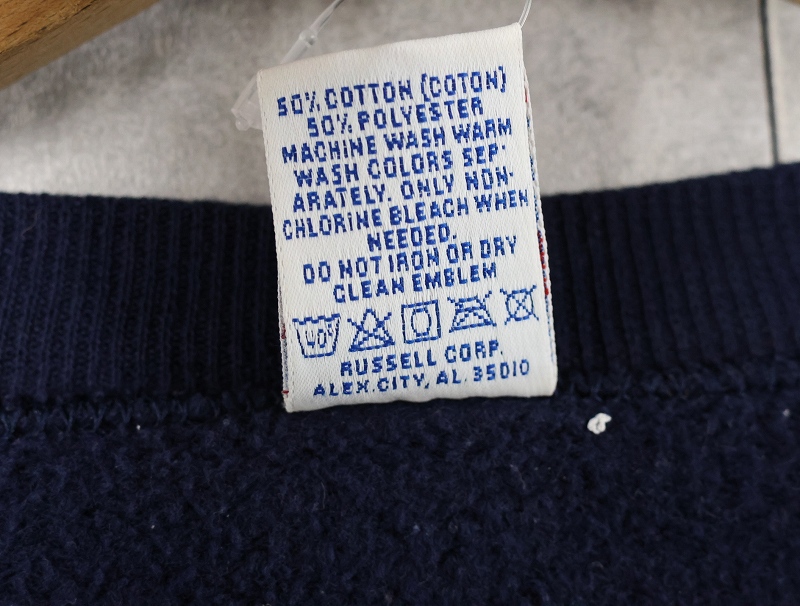 50% COTTON (COTON)
50% POLYESTER
MACHINE WASH WARM
WASH COLORS SEP-
ARATELY. ONLY NON-
CHLORINE BLEACH WHEN
NEEDED.
DO NOT IRON OR DRY
CLEAN EMBLEM
40°
RUSSELL CORP.
ALEX.CITY, AL. 35010